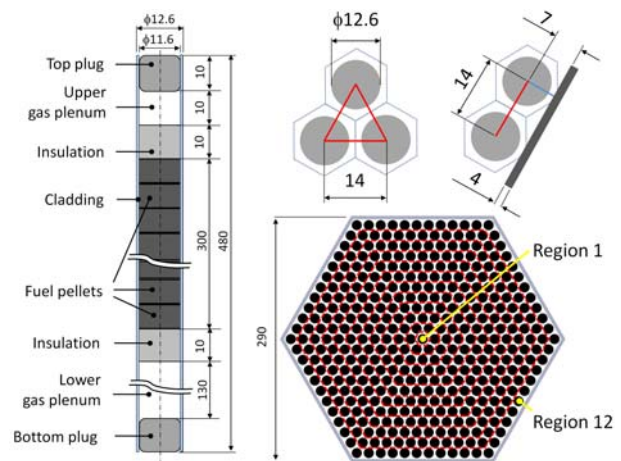 ϕ12.6
ϕ11.6
Top plug
10
Upper
gas plenum
10
Insulation
10
Cladding
300
480
Fuel pellets
Insulation
10
Lower
gas plenum
130
Bottom plug
ϕ12.6
14
7
14
4
290
Region 1
Region 12